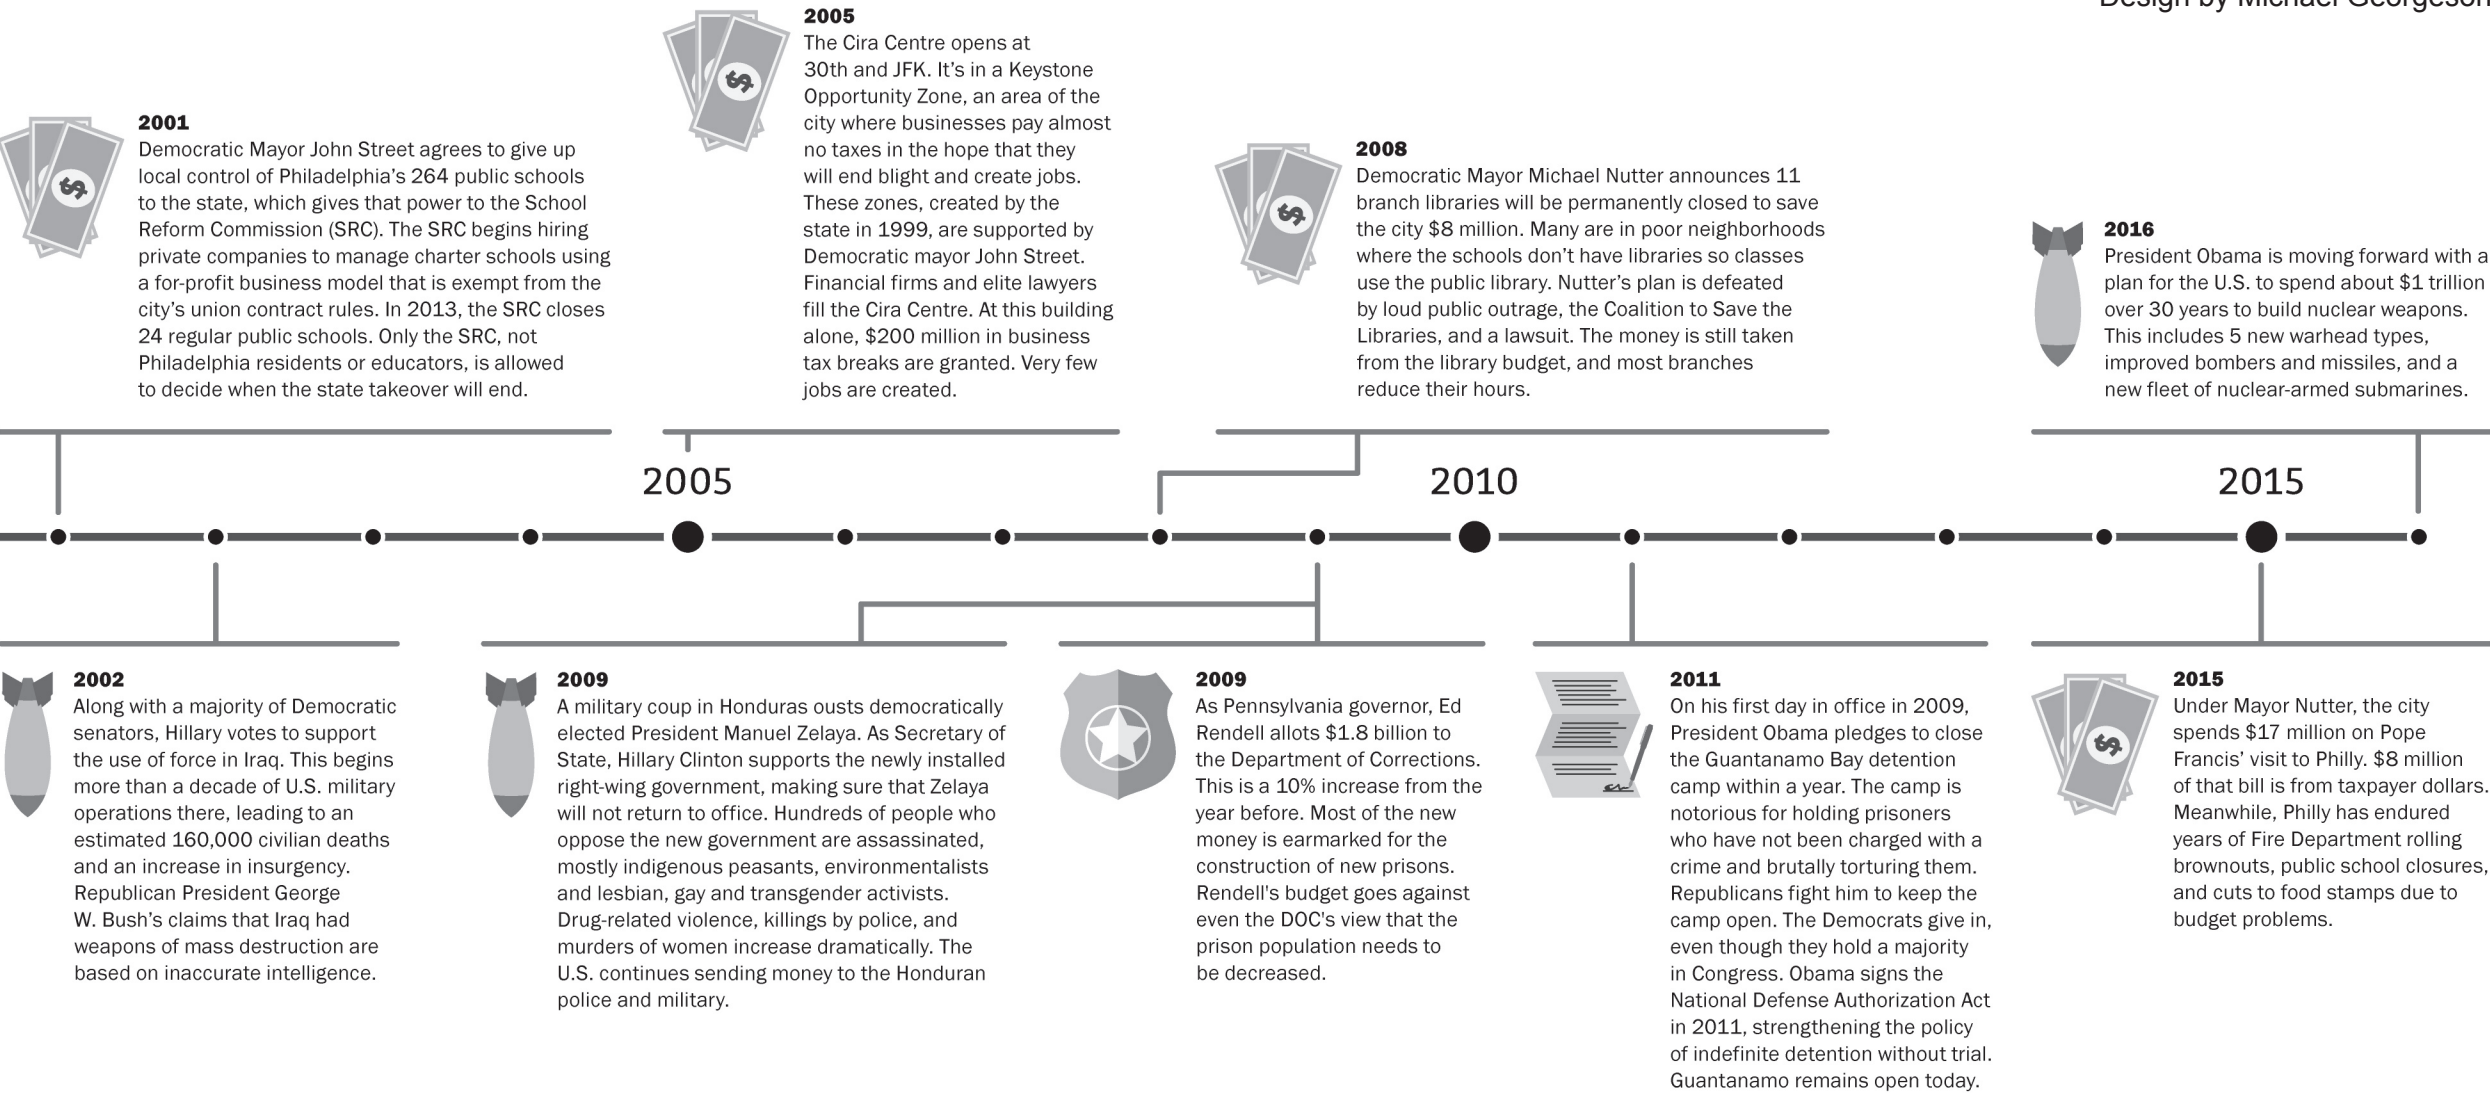 Design by Michael Georgeson
2001
Democratic Mayor John Street agrees to give up
local control of Philadelphia's 264 public schools
to the state, which gives that power to the School
Reform Commission (SRC). The SRC begins hiring
private companies to manage charter schools using
a for-profit business model that is exempt from the
city's union contract rules. In 2013, the SRC closes
24 regular public schools. Only the SRC, not
Philadelphia residents or educators, is allowed
to decide when the state takeover will end.
2005
The Cira Centre opens at
30th and JFK. It's in a Keystone
Opportunity Zone, an area of the
city where businesses pay almost
no taxes in the hope that they
will end blight and create jobs.
These zones, created by the
state in 1999, are supported by
Democratic mayor John Street.
Financial firms and elite lawyers
fill the Cira Centre. At this building
alone, $200 million in business
tax breaks are granted. Very few
jobs are created.
2008
Democratic Mayor Michael Nutter announces 11
branch libraries will be permanently closed to save
the city $8 million. Many are in poor neighborhoods
where the schools don't have libraries so classes
use the public library. Nutter's plan is defeated
by loud public outrage, the Coalition to Save the
Libraries, and a lawsuit. The money is still taken
from the library budget, and most branches
reduce their hours.
2016
President Obama is moving forward with a
plan for the U.S. to spend about $1 trillion
over 30 years to build nuclear weapons.
This includes 5 new warhead types,
improved bombers and missiles, and a
new fleet of nuclear-armed submarines.
2005
2010
2015
2002
Along with a majority of Democratic
senators, Hillary votes to support
the use of force in Iraq. This begins
more than a decade of U.S. military
operations there, leading to an
estimated 160,000 civilian deaths
and an increase in insurgency.
Republican President George
W. Bush's claims that Iraq had
weapons of mass destruction are
based on inaccurate intelligence.
2009
A military coup in Honduras ousts democratically
elected President Manuel Zelaya. As Secretary of
State, Hillary Clinton supports the newly installed
right-wing government, making sure that Zelaya
will not return to office. Hundreds of people who
oppose the new government are assassinated,
mostly indigenous peasants, environmentalists
and lesbian, gay and transgender activists.
Drug-related violence, killings by police, and
murders of women increase dramatically. The
U.S. continues sending money to the Honduran
police and military.
2009
As Pennsylvania governor, Ed
Rendell allots $1.8 billion to
the Department of Corrections.
This is a 10% increase from the
year before. Most of the new
money is earmarked for the
construction of new prisons.
Rendell's budget goes against
even the DOC's view that the
prison population needs to
be decreased.
2011
On his first day in office in 2009,
President Obama pledges to close
the Guantanamo Bay detention
camp within a year. The camp is
notorious for holding prisoners
who have not been charged with a
crime and brutally torturing them.
Republicans fight him to keep the
camp open. The Democrats give in,
even though they hold a majority
in Congress. Obama signs the
National Defense Authorization Act
in 2011, strengthening the policy
of indefinite detention without trial.
Guantanamo remains open today.
2015
Under Mayor Nutter, the city
spends $17 million on Pope
Francis' visit to Philly. $8 million
of that bill is from taxpayer dollars.
Meanwhile, Philly has endured
years of Fire Department rolling
brownouts, public school closures,
and cuts to food stamps due to
budget problems.